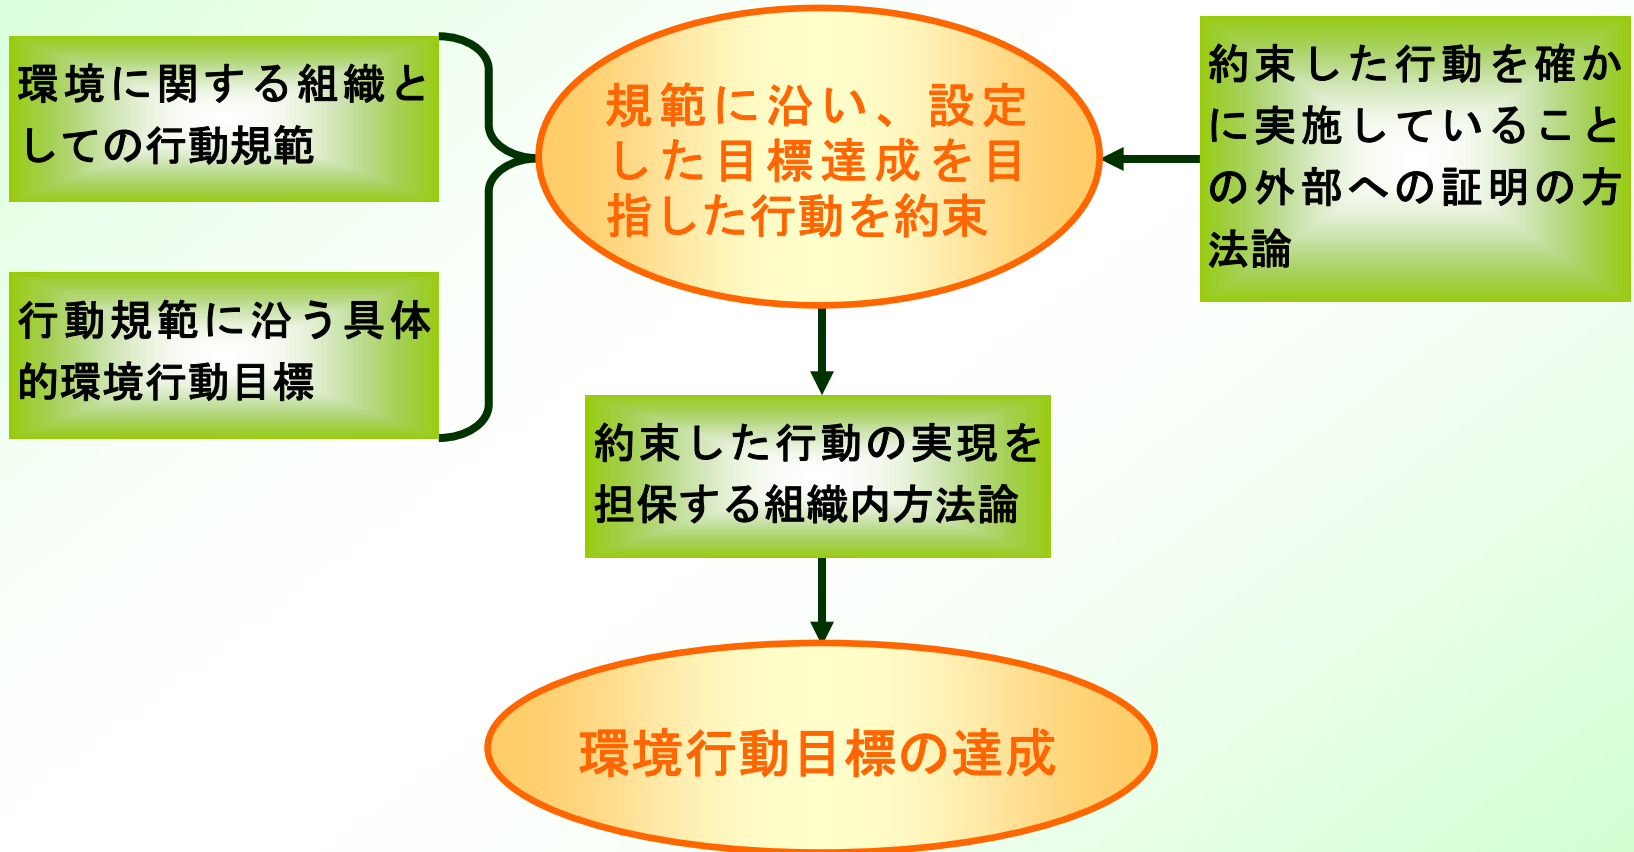 環境に関する組織と
しての行動規範
行動規範に沿う具体
的環境行動目標
規範に沿い、設定
した目標達成を目
指した行動を約束
約束した行動を確か
に実施していること
の外部への証明の方
法論
約束した行動の実現を
担保する組織内方法論
環境行動目標の達成